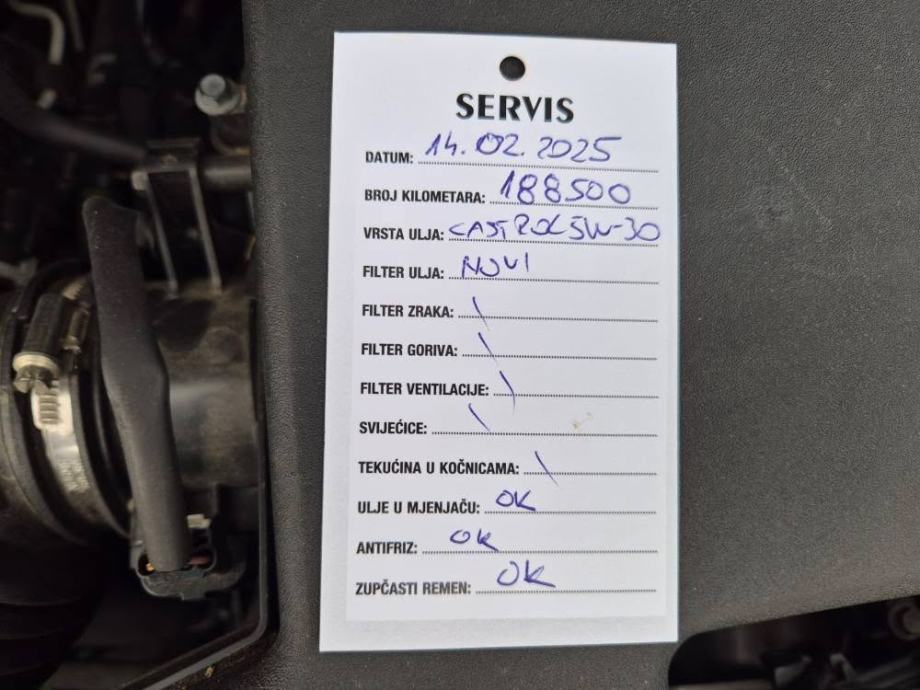 SERVIS
DATUM: 14.02.2025
BROJ KILOMETARA: 188500
VRSTA ULJA: CASTROL 5W-30
FILTER ULJA: NOVI
FILTER ZRAKA: \
FILTER GORIVA: \
FILTER VENTILACIJE: \
SVIJEĆICE: \
TEKUĆINA U KOČNICAMA: \
ULJE U MJENJAČU: OK
ANTIFRIZ: OK
ZUPČASTI REMEN: OK